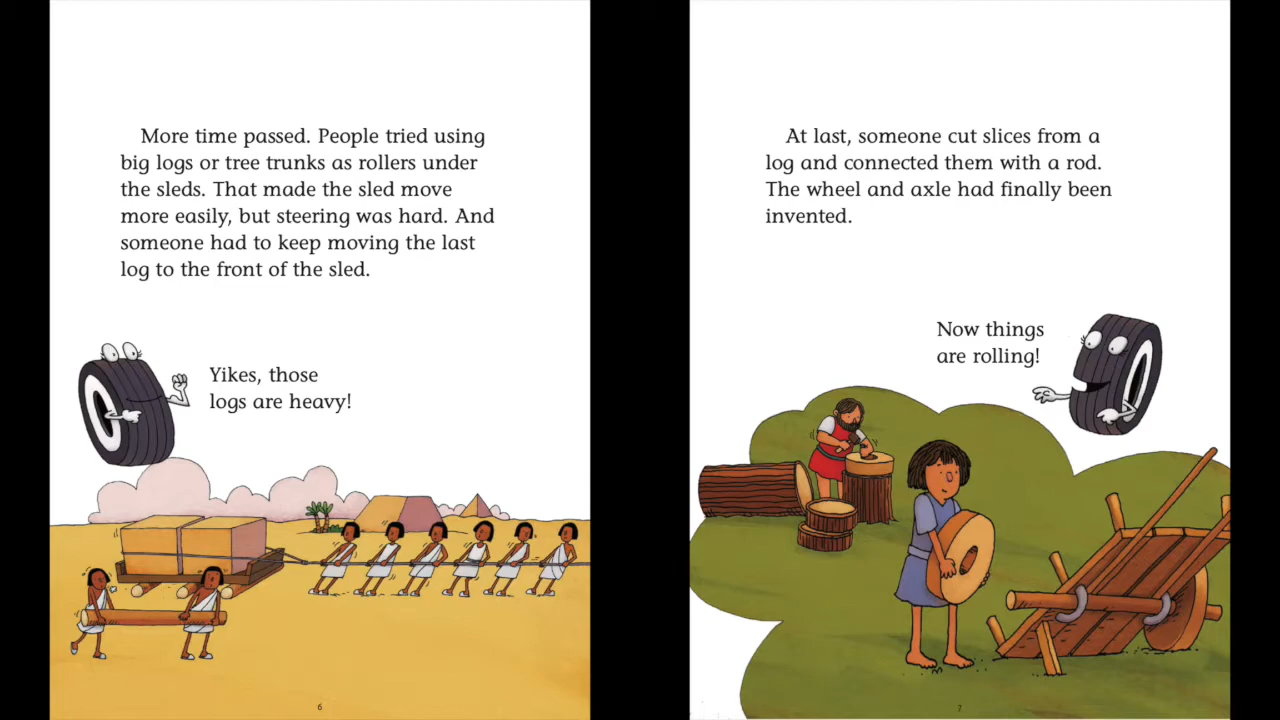 More time passed. People tried using
big logs or tree trunks as rollers under
the sleds. That made the sled move
more easily, but steering was hard. And
someone had to keep moving the last
log to the front of the sled.
Yikes, those
logs are heavy!
6
At last, someone cut slices from a
log and connected them with a rod.
The wheel and axle had finally been
invented.
Now things
are rolling!
7